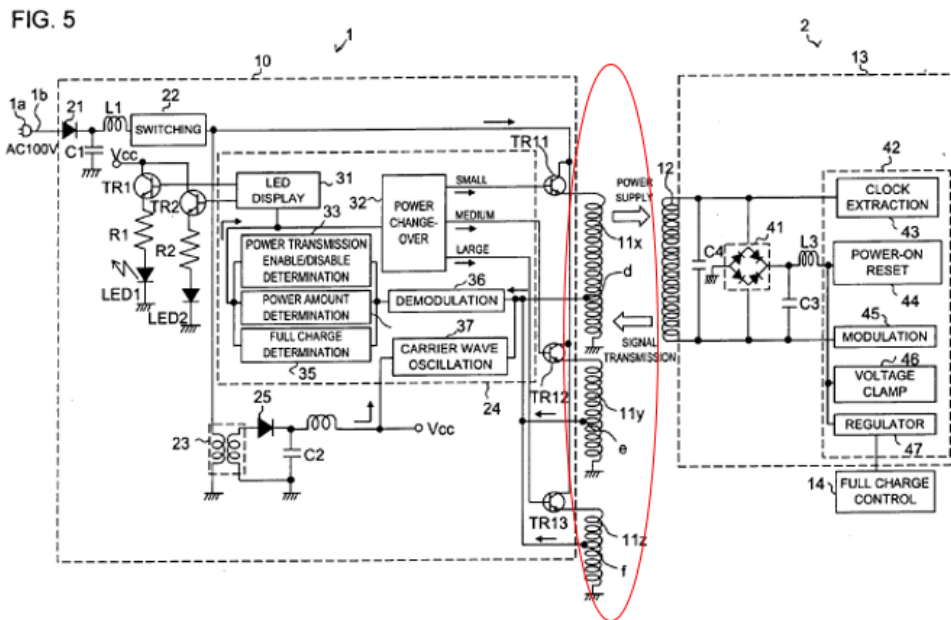 FIG. 5
1
2
10
13
1a
1b
21
L1
22
SWITCHING
AC100V
C1
Vcc
TR1
TR2
R1
R2
LED1
LED2
LED
DISPLAY
31
32
POWER
CHANGE-
OVER
SMALL
MEDIUM
LARGE
33
POWER TRANSMISSION
ENABLE/DISABLE
DETERMINATION
POWER AMOUNT
DETERMINATION
FULL CHARGE
DETERMINATION
35
36
DEMODULATION
37
CARRIER WAVE
OSCILLATION
24
23
25
C2
Vcc
TR11
TR12
TR13
11x
d
11y
e
11z
f
POWER
SUPPLY
SIGNAL
TRANSMISSION
12
C4
41
L3
C3
42
CLOCK
EXTRACTION
43
POWER-ON
RESET
44
45
MODULATION
46
VOLTAGE
CLAMP
REGULATOR
47
14
FULL CHARGE
CONTROL